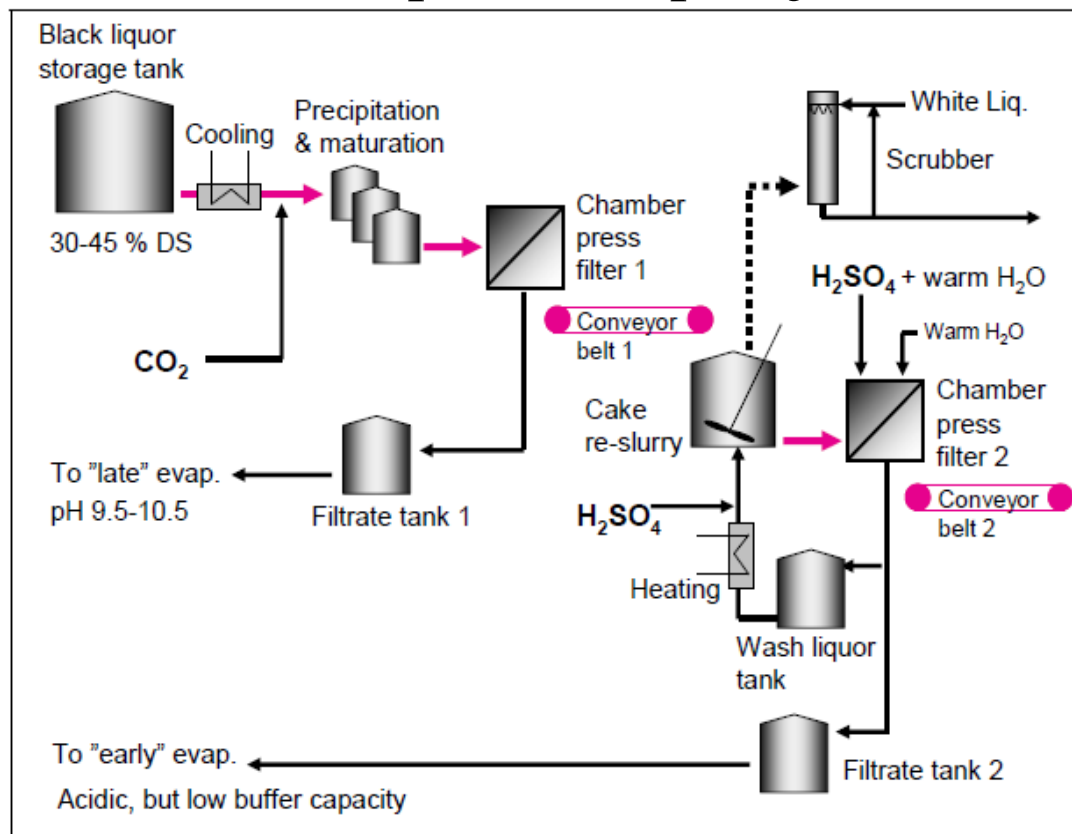 Black liquor
storage tank
Cooling
Precipitation
& maturation
30-45 % DS
CO₂
Chamber
press
filter 1
Conveyor
belt 1
White Liq.
Scrubber
H₂SO₄ + warm H₂O
Warm H₂O
Cake
re-slurry
Chamber
press
filter 2
Conveyor
belt 2
To ”late” evap.
pH 9.5-10.5
Filtrate tank 1
H₂SO₄
Heating
Wash liquor
tank
To ”early” evap.
Acidic, but low buffer capacity
Filtrate tank 2